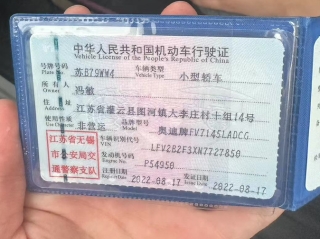 中华人民共和国机动车行驶证
Vehicle License of the People's Republic of China
号牌号码 苏B79WW4 车辆类型 小型轿车
Plate No. Vehicle Type
所有人 冯敏
Owner
住址 江苏省灌云县图河镇大李庄村十组14号
Address
使用性质 非营运 品牌型号 奥速牌FV7145LADCG
Use Character Model
江苏省无锡 车辆识别代号 LFV2B2F3XN7727850
VIN
市公安局交 发动机号码 P54950
Engine No.
通警察支队 注册日期 2022-08-17 发证日期 2022-08-17
Register Date Issue Date